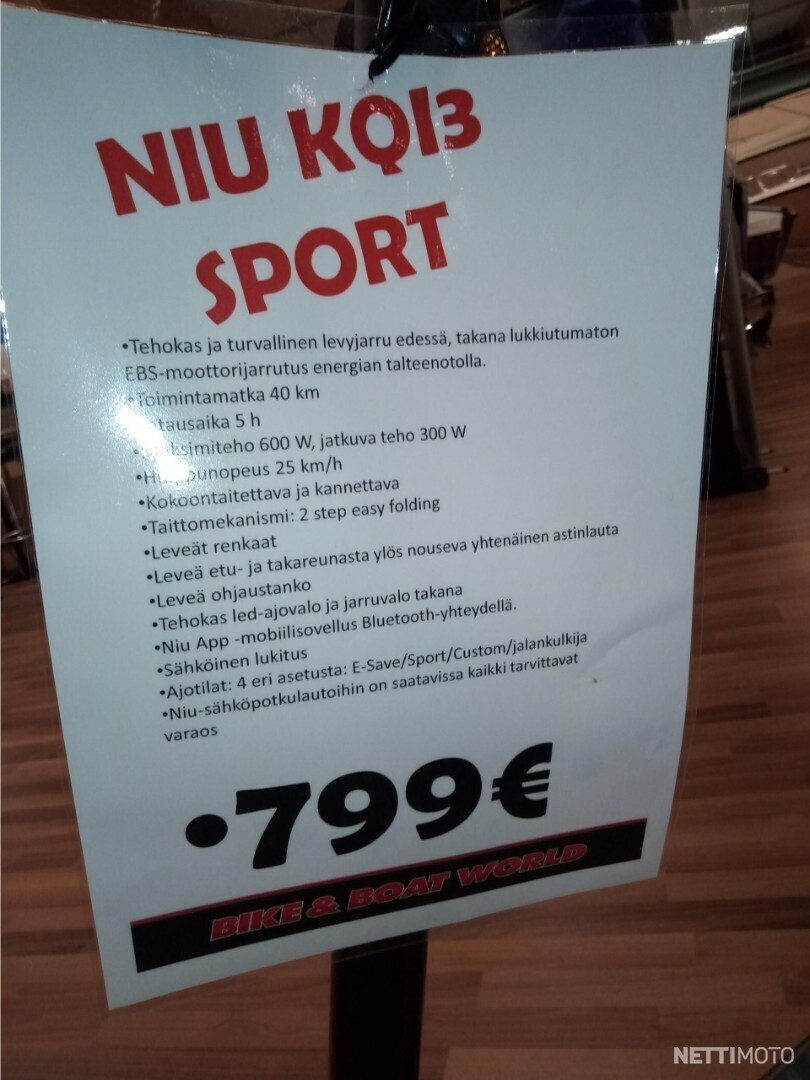 NIU KQI3
SPORT
•Tehokas ja turvallinen levyjarru edessä, takana lukkiutumaton
EBS-moottorijarrutus energian talteenotolla.
•Toimintamatka 40 km
5 h
600 W, jatkuva teho 300 W
25 km/h
•Kokoontaitettava ja kannettava
•Taittomekanismi: 2 step easy folding
•Leveät renkaat
•Leveä etu- ja takareunasta ylös nouseva yhtenäinen astinlauta
•Leveä ohjaustanko
•Tehokas led-ajovalo ja jarruvalo takana
•Niu App -mobiilisovellus Bluetooth-yhteydellä.
•Sähköinen lukitus
•Ajotilat: 4 eri asetusta: E-Save/Sport/Custom/jalankulkija
•Niu-sähköpotkulautoihin on saatavissa kaikki tarvittavat
varaos
•799€
BIKE & BOAT WORLD
NETTIMOTO